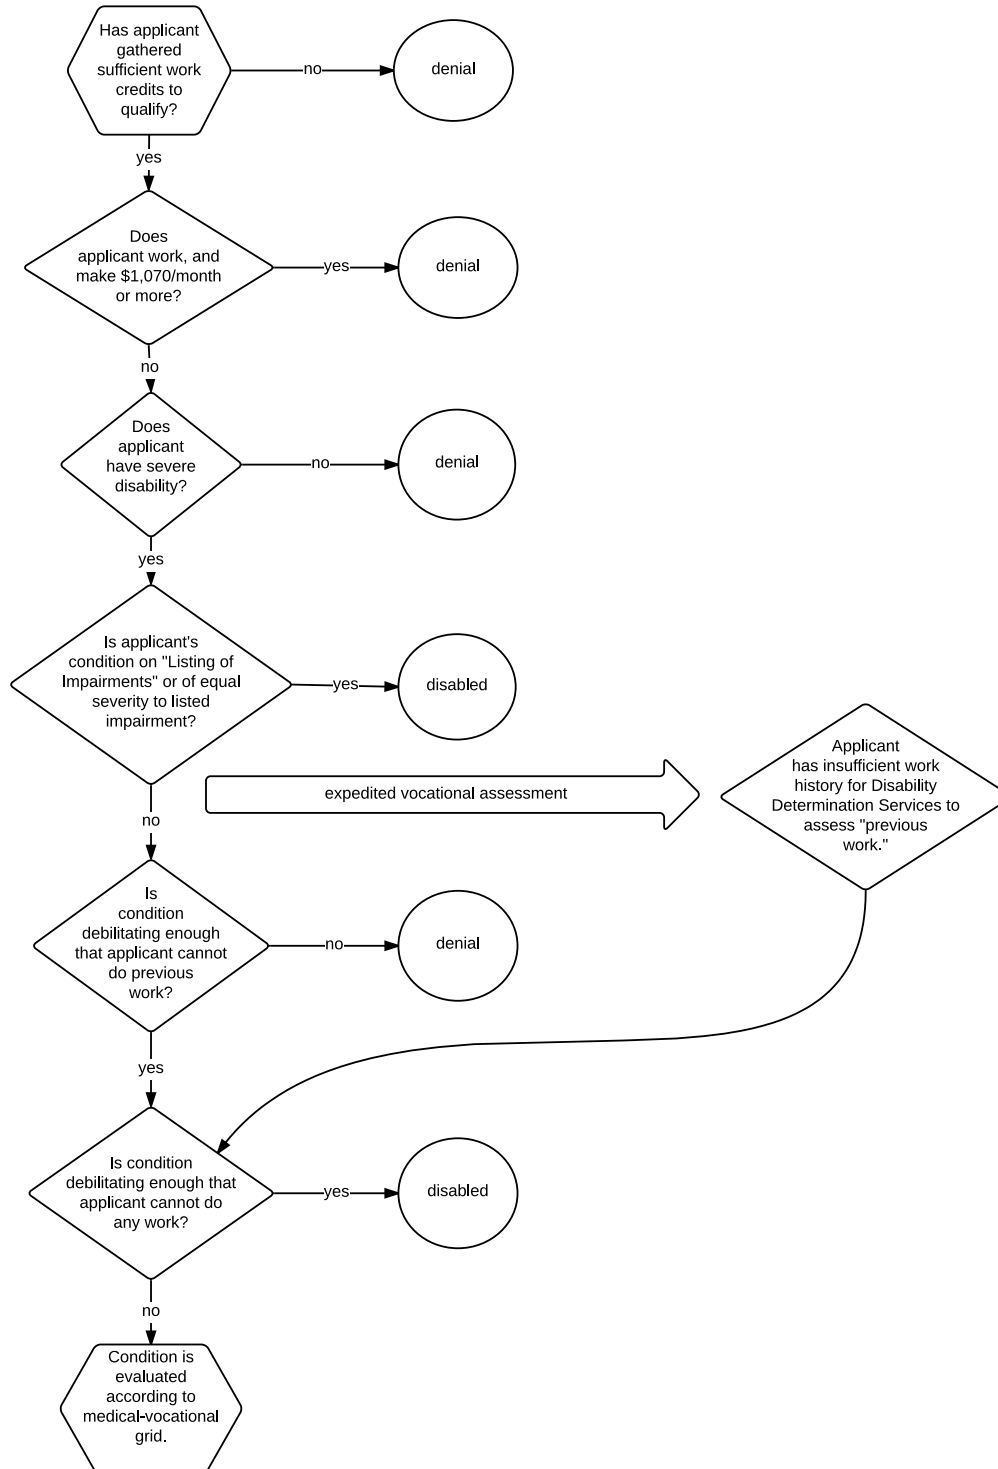 Has applicant
gathered
sufficient work
credits to
qualify?
no
denial
yes
Does
applicant work, and
make $1,070/month
or more?
yes
denial
no
Does
applicant
have severe
disability?
no
denial
yes
Is applicant's
condition on "Listing of
Impairments" or of equal
severity to listed
impairment?
yes
disabled
expedited vocational assessment
Applicant
has insufficient work
history for Disability
Determination Services to
assess "previous
work."
no
Is
condition
debilitating enough
that applicant cannot
do previous
work?
no
denial
yes
Is condition
debilitating enough that
applicant cannot do
any work?
yes
disabled
no
Condition is
evaluated
according to
medical-vocational
grid.